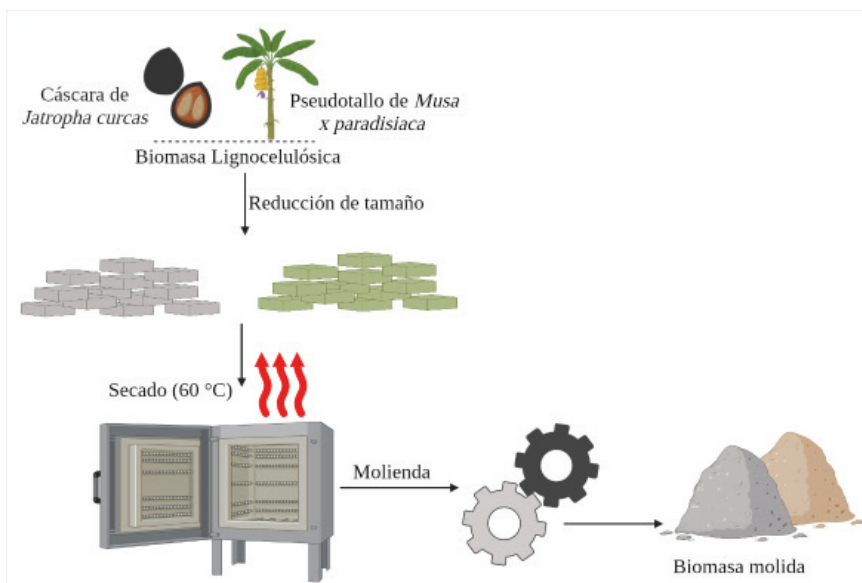 Cáscara de
Jatropha curcas
Pseudotallo de Musa
x paradisiaca
Biomasa Lignocelulósica
Reducción de tamaño
Secado (60 °C)
Molienda
Biomasa molida